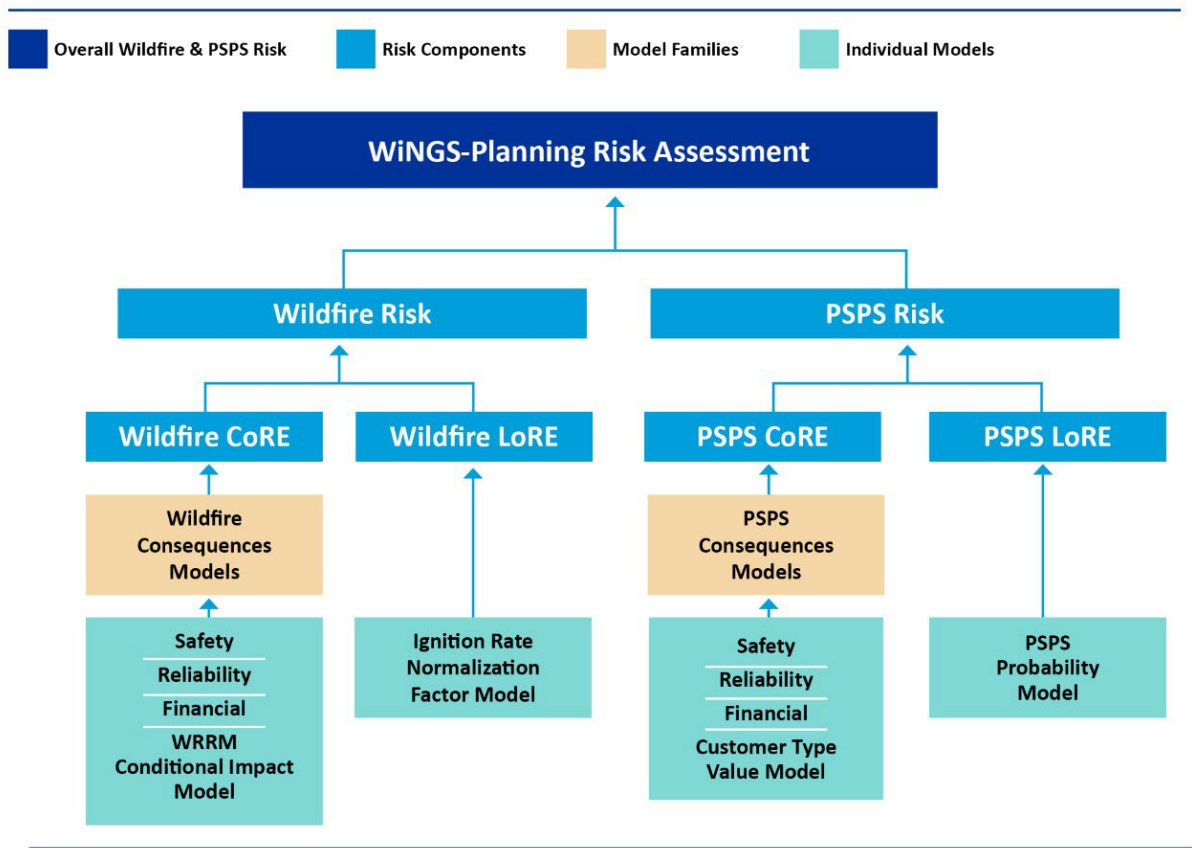 Overall Wildfire & PSPS Risk
Risk Components
Model Families
Individual Models
WiNGS-Planning Risk Assessment
Wildfire Risk
PSPS Risk
Wildfire CoRE
Wildfire LoRE
PSPS CoRE
PSPS LoRE
Wildfire
Consequences
Models
PSPS
Consequences
Models
Safety
Reliability
Financial
WRRM
Conditional Impact
Model
Ignition Rate
Normalization
Factor Model
Safety
Reliability
Financial
Customer Type
Value Model
PSPS
Probability
Model